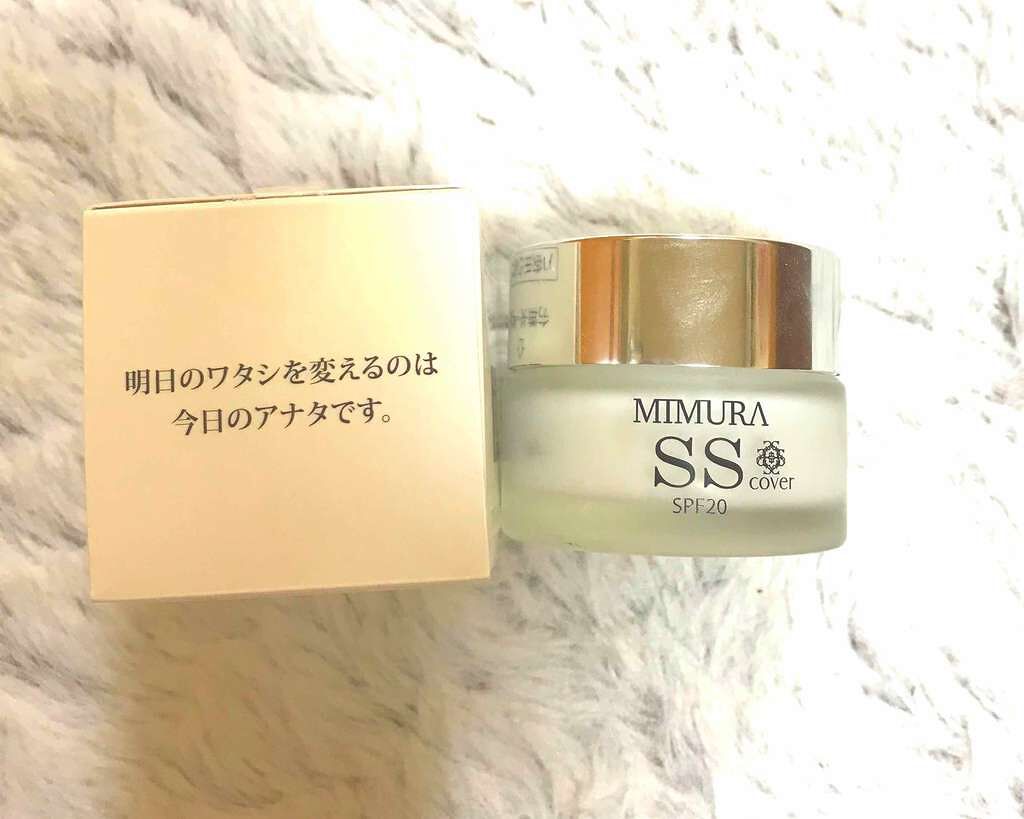 明日のワタシを変えるのは
今日のアナタです。
MIMURA
SS
cover
SPF20